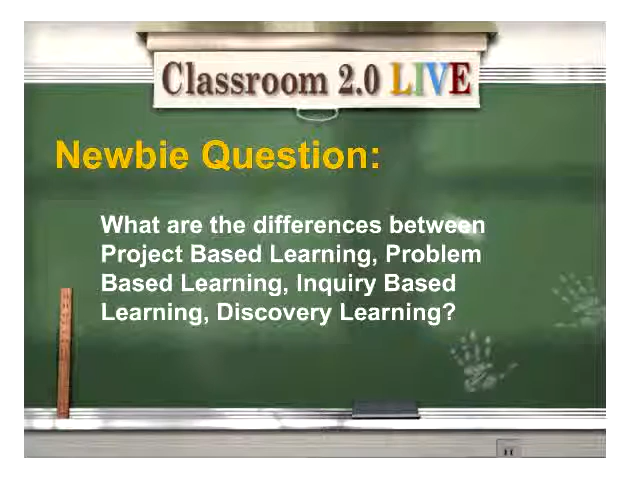 Classroom 2.0 LIVE
Newbie Question:
What are the differences between
Project Based Learning, Problem
Based Learning, Inquiry Based
Learning, Discovery Learning?